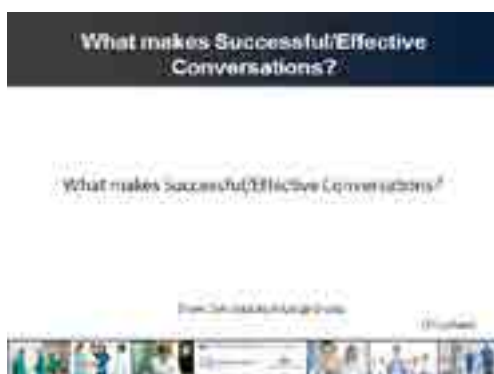 What makes Successful/Effective
Conversations?
What makes Successful/Effective Conversations?